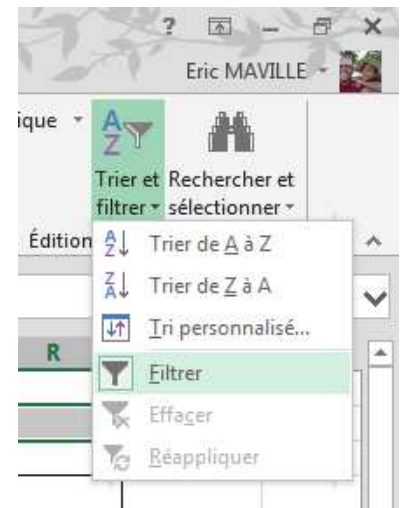 ?
Eric MAVILLE
ique
A
Z
Trier et Rechercher et
filtrer sélectionner
Édition
A
Z
Trier de A à Z
Z
A
Trier de Z à A
Tri personnalisé...
R
Filtrer
Effacer
Réappliquer